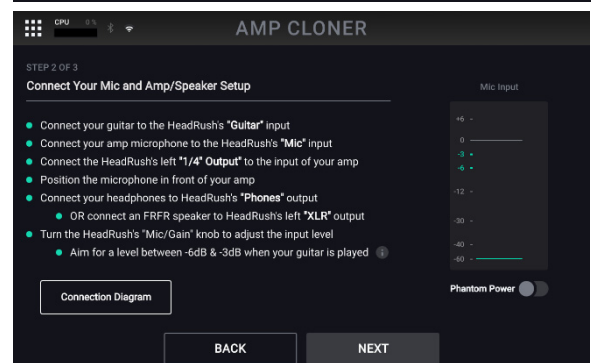 CPU 0 %
AMP CLONER
STEP 2 OF 3
Connect Your Mic and Amp/Speaker Setup
Connect your guitar to the HeadRush's "Guitar" input
Connect your amp microphone to the HeadRush's "Mic" input
Connect the HeadRush's left "1/4" Output" to the input of your amp
Position the microphone in front of your amp
Connect your headphones to HeadRush's "Phones" output
OR connect an FRFR speaker to HeadRush's left "XLR" output
Turn the HeadRush's "Mic/Gain" knob to adjust the input level
Aim for a level between -6dB & -3dB when your guitar is played i
Connection Diagram
Mic Input
+6 -
0
-3
-6
-12 -
-30 -
-40 -
-60 -
Phantom Power
BACK
NEXT